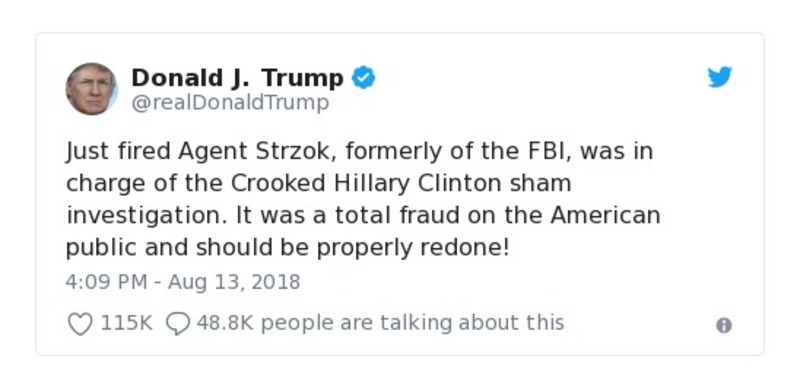 Donald J. Trump
@realDonaldTrump
Just fired Agent Strzok, formerly of the FBI, was in
charge of the Crooked Hillary Clinton sham
investigation. It was a total fraud on the American
public and should be properly redone!
4:09 PM - Aug 13, 2018
115K 48.8K people are talking about this